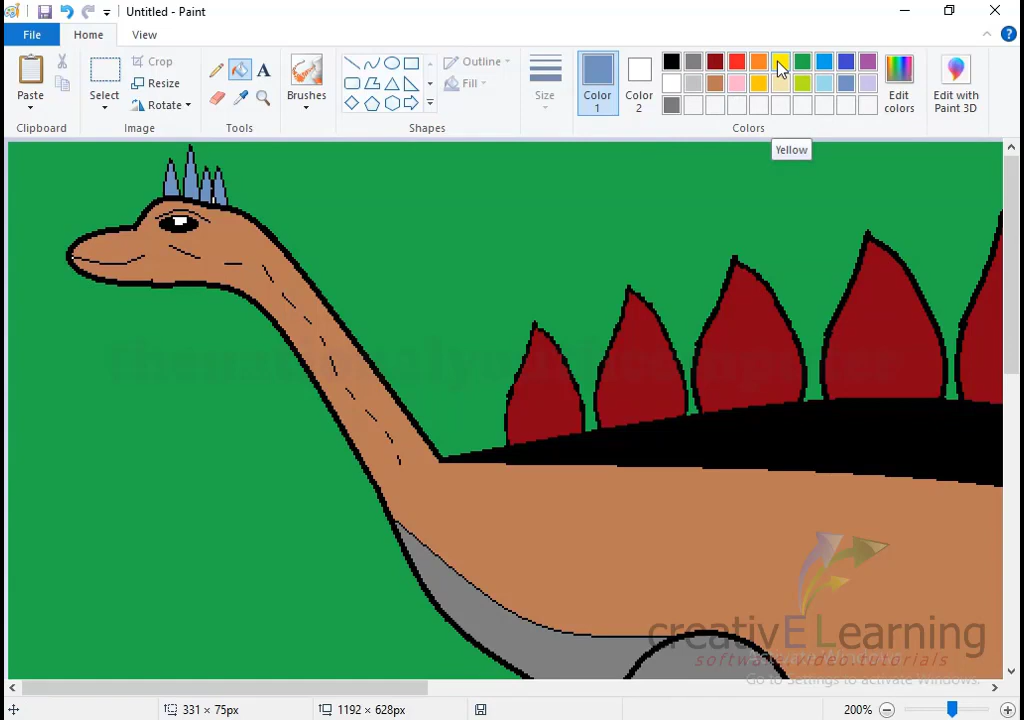 Untitled - Paint
File Home View
Paste
Clipboard
Select
Crop
Resize
Rotate
Image
Tools
Brushes
Shapes
Outline
Fill
Size
Color 1
Color 2
Colors
Edit colors
Edit with Paint 3D
Yellow
creativE Learning
software video tutorials
Activate Windows
Go to Settings to activate Windows.
331 × 75px
1192 × 628px
200%